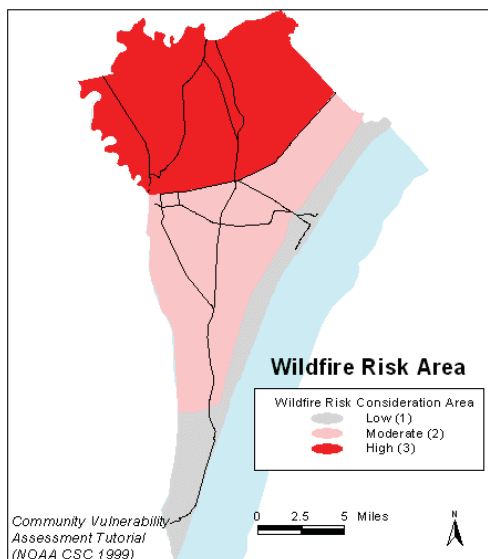 Wildfire Risk Area
Wildfire Risk Consideration Area
Low (1)
Moderate (2)
High (3)
0 2.5 5 Miles
N
Community Vulnerability
Assessment Tutorial
(NOAA CSC 1999)